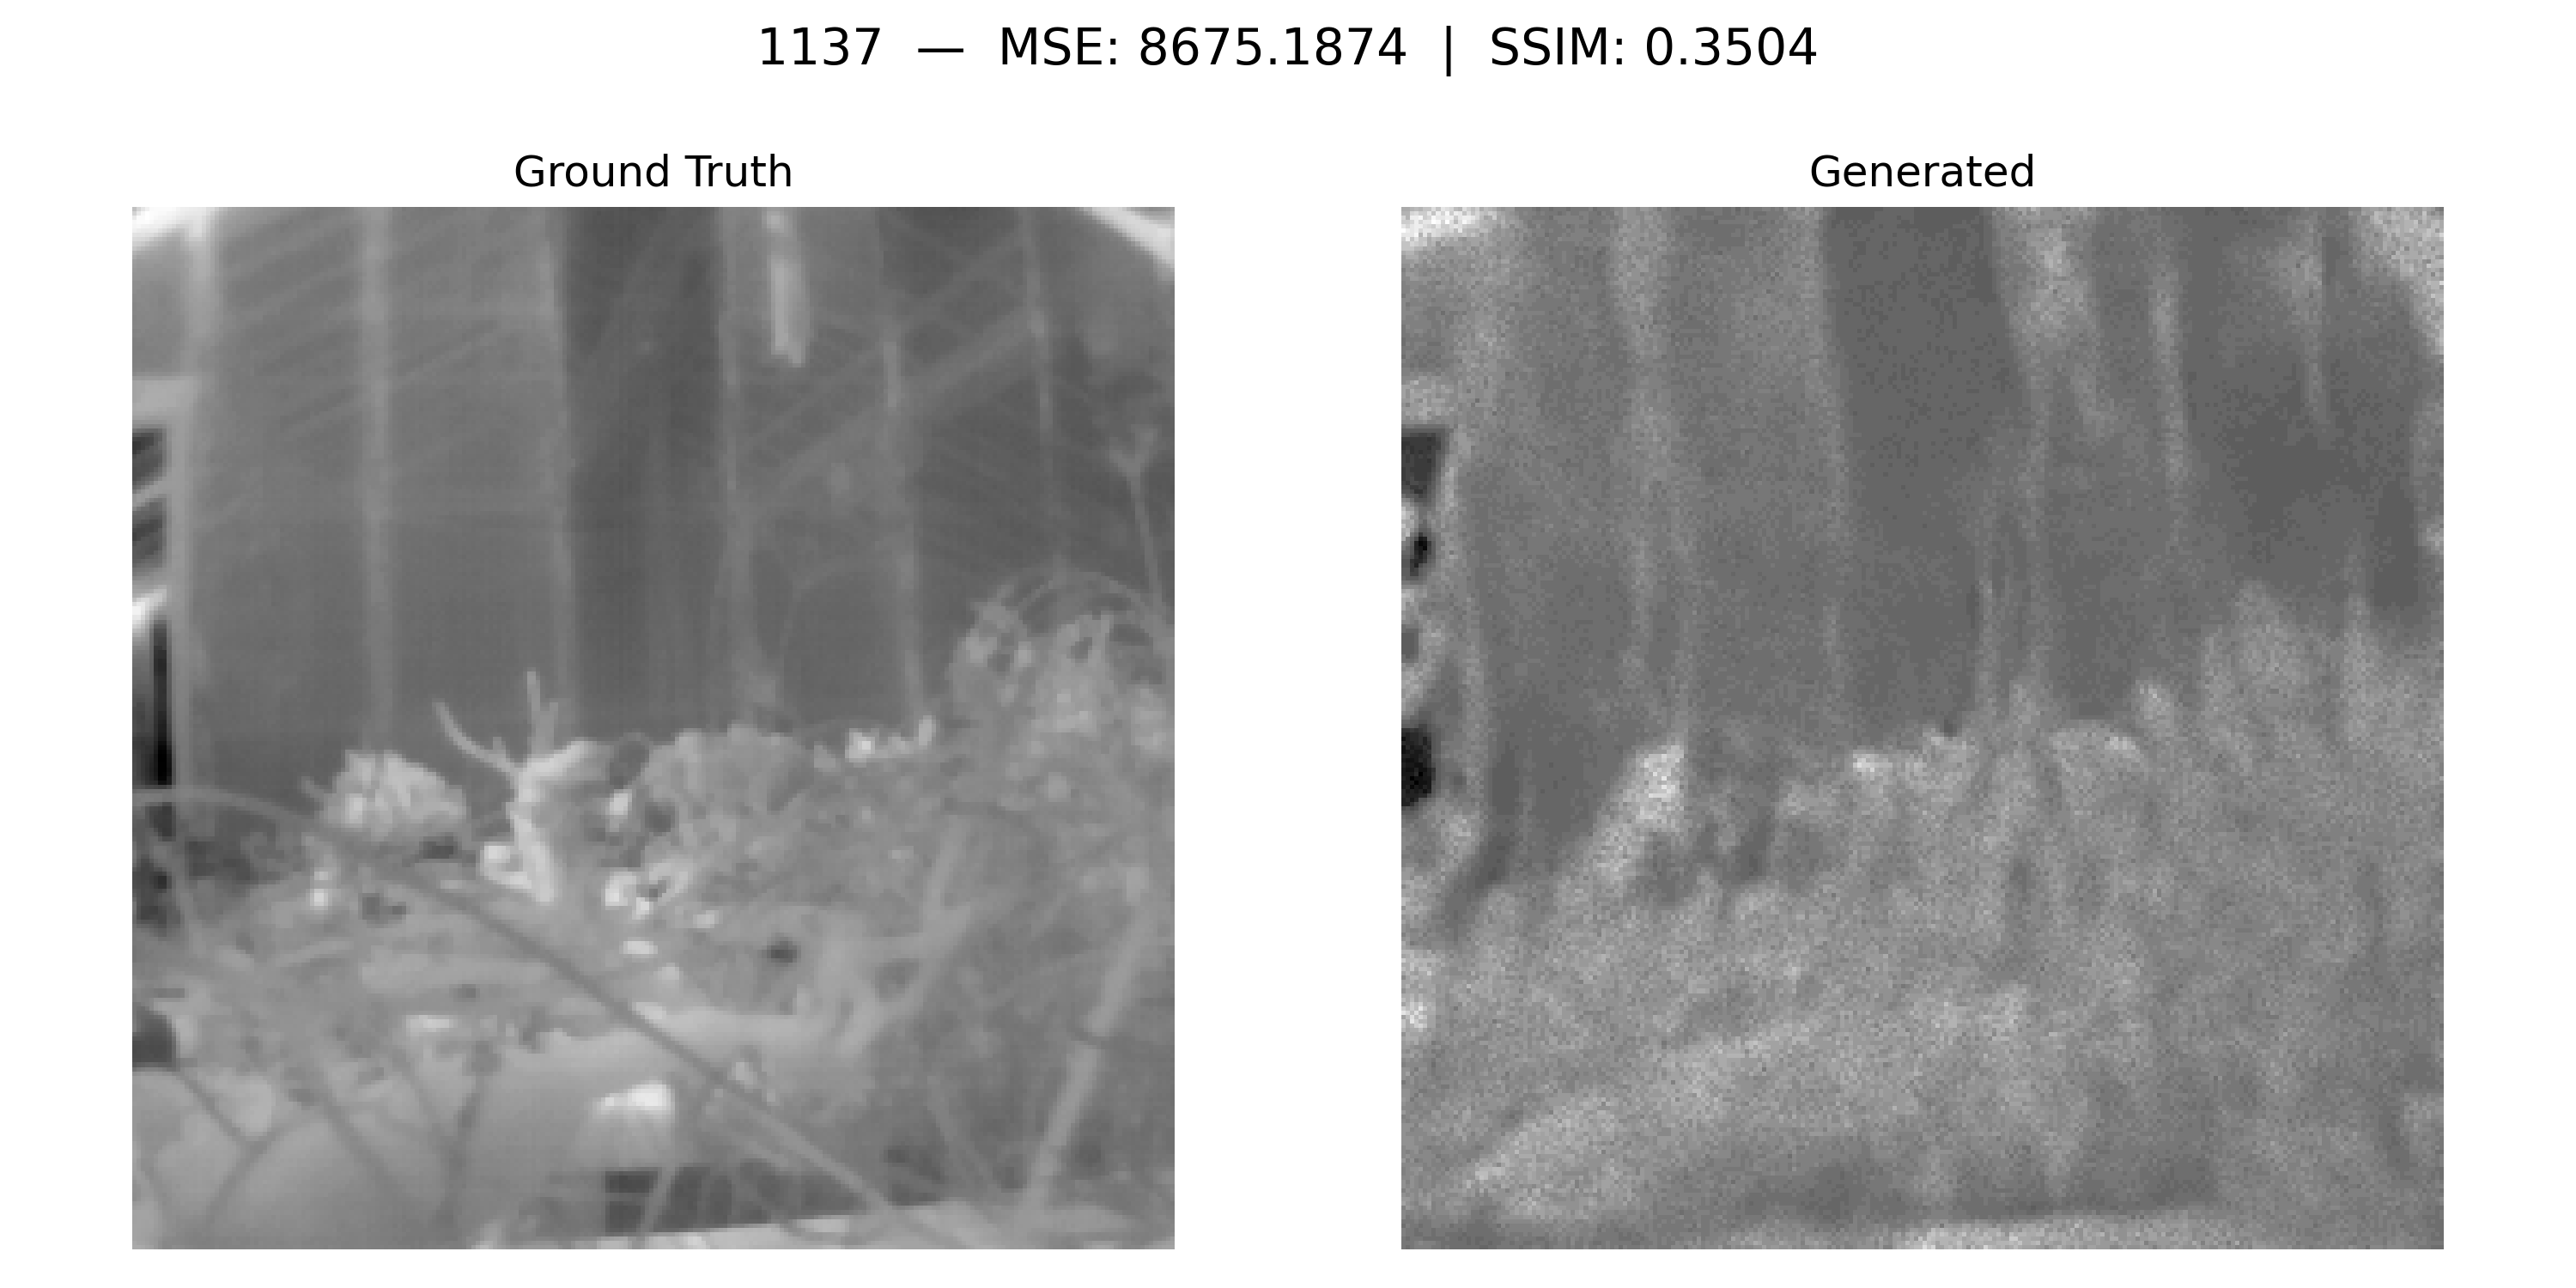 1137 — MSE: 8675.1874 | SSIM: 0.3504
Ground Truth
Generated